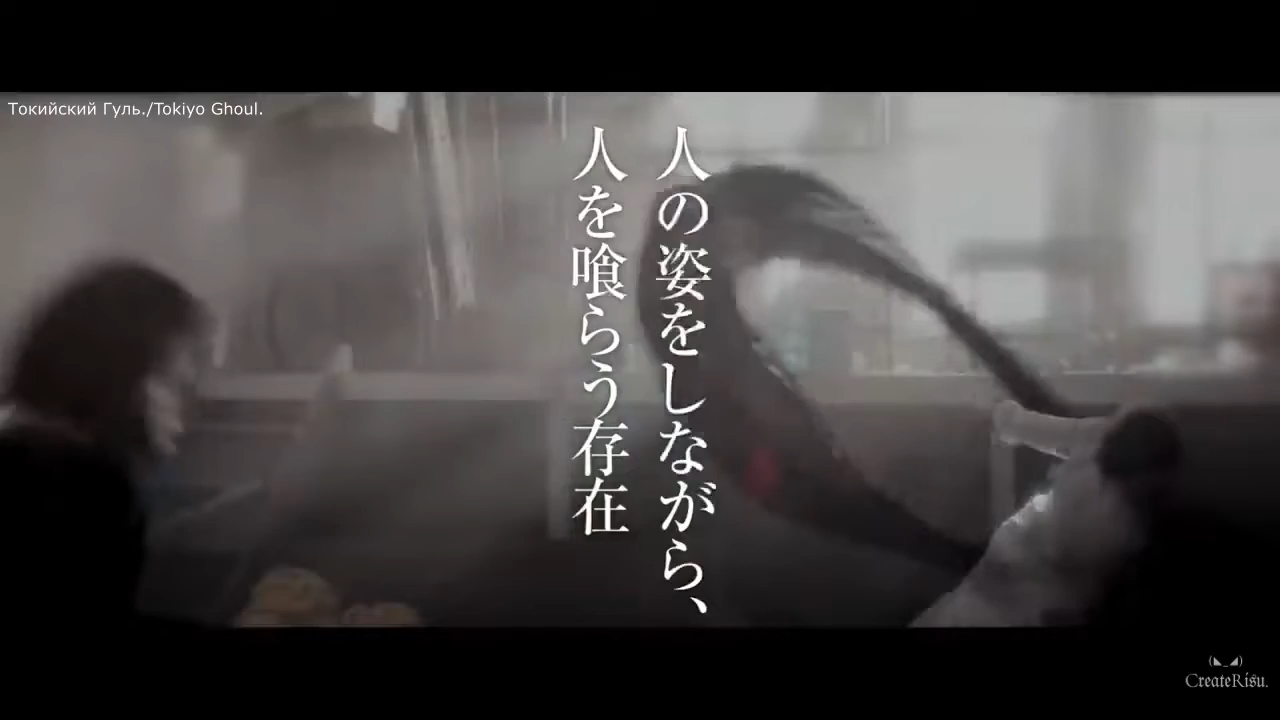 Токийский Гуль./Tokiyo Ghoul.
人の姿をしながら、
人を喰らう存在
(◣_◢)
CreateRisu.